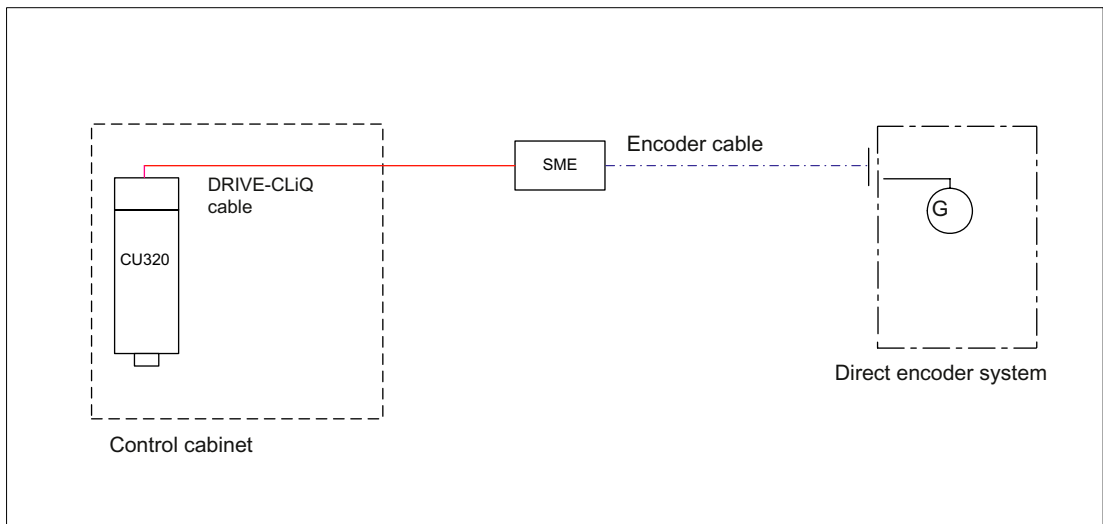 Encoder cable
SME
DRIVE-CLiQ
cable
G
CU320
Direct encoder system
Control cabinet